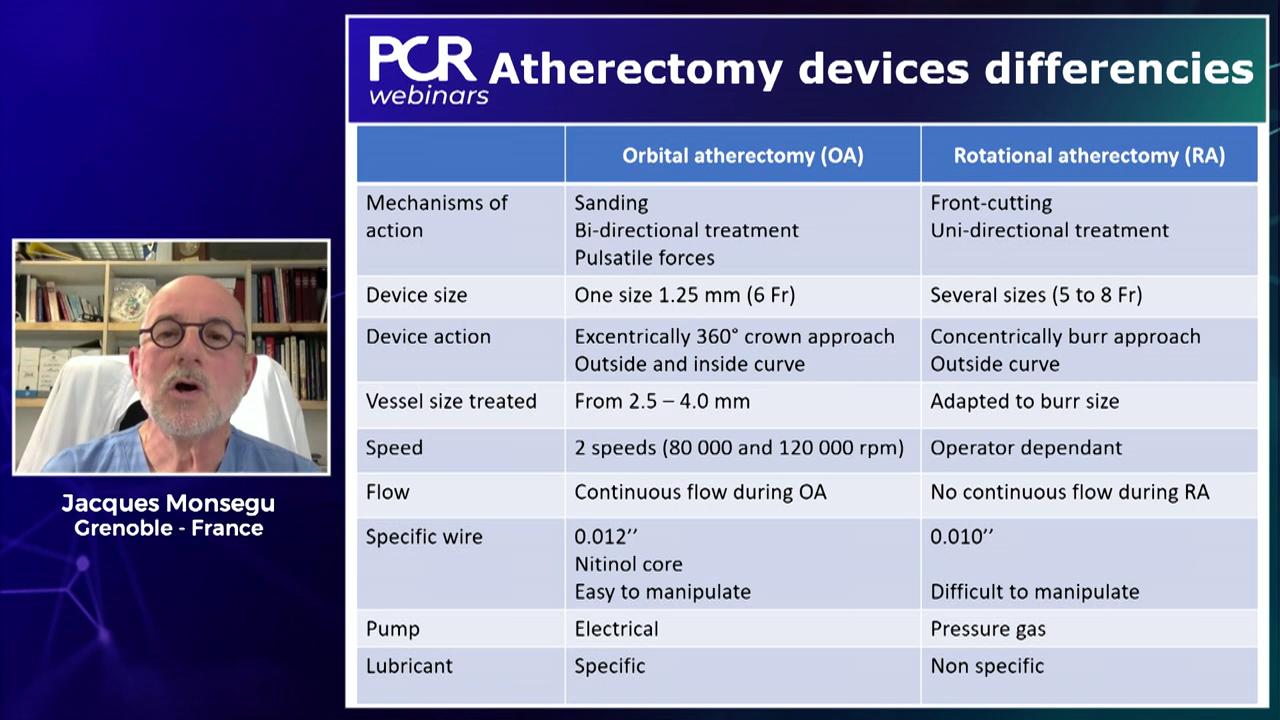 PCR
webinars
Atherectomy devices differencies
Orbital atherectomy (OA)
Rotational atherectomy (RA)
Mechanisms of
action
Sanding
Bi-directional treatment
Pulsatile forces
Front-cutting
Uni-directional treatment
Device size
One size 1.25 mm (6 Fr)
Several sizes (5 to 8 Fr)
Device action
Excentrically 360° crown approach
Outside and inside curve
Concentrically burr approach
Outside curve
Vessel size treated
From 2.5 – 4.0 mm
Adapted to burr size
Speed
2 speeds (80 000 and 120 000 rpm)
Operator dependant
Flow
Continuous flow during OA
No continuous flow during RA
Specific wire
0.012’’
Nitinol core
Easy to manipulate
0.010’’
Difficult to manipulate
Pump
Electrical
Pressure gas
Lubricant
Specific
Non specific
Jacques Monsegu
Grenoble - France